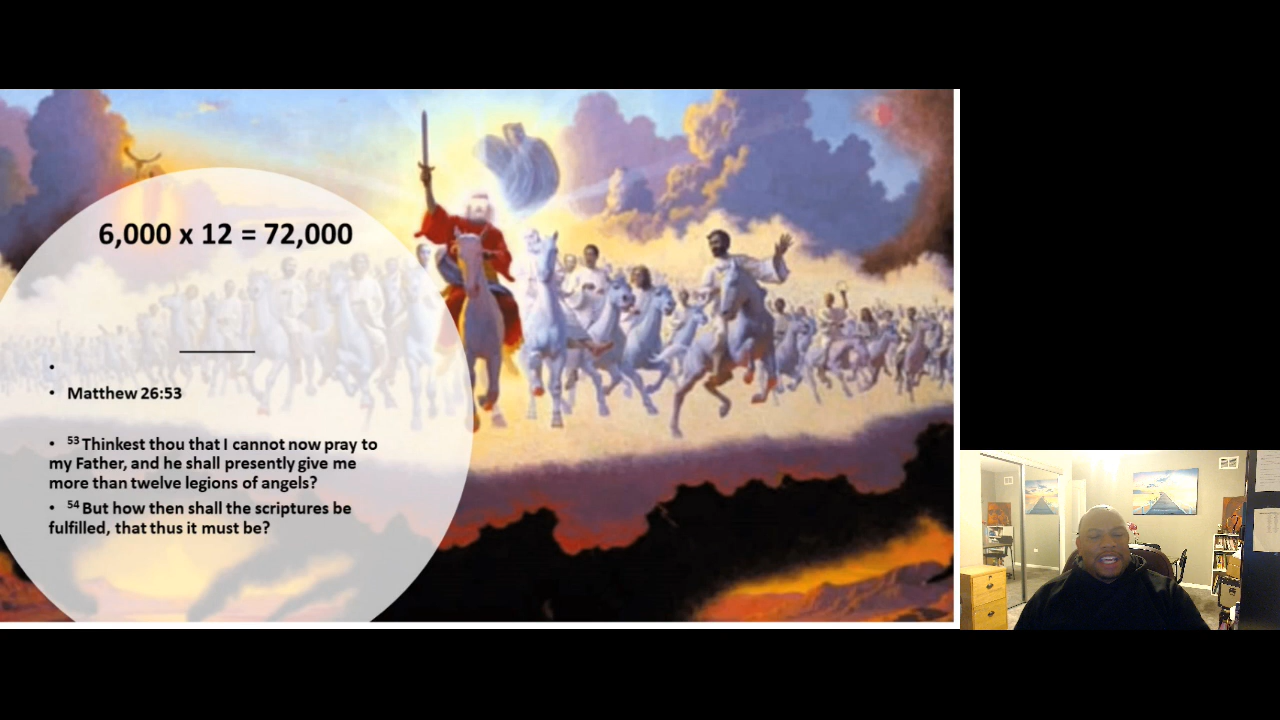 6,000 x 12 = 72,000
•
• Matthew 26:53
• 53 Thinkest thou that I cannot now pray to
my Father, and he shall presently give me
more than twelve legions of angels?
• 54 But how then shall the scriptures be
fulfilled, that thus it must be?